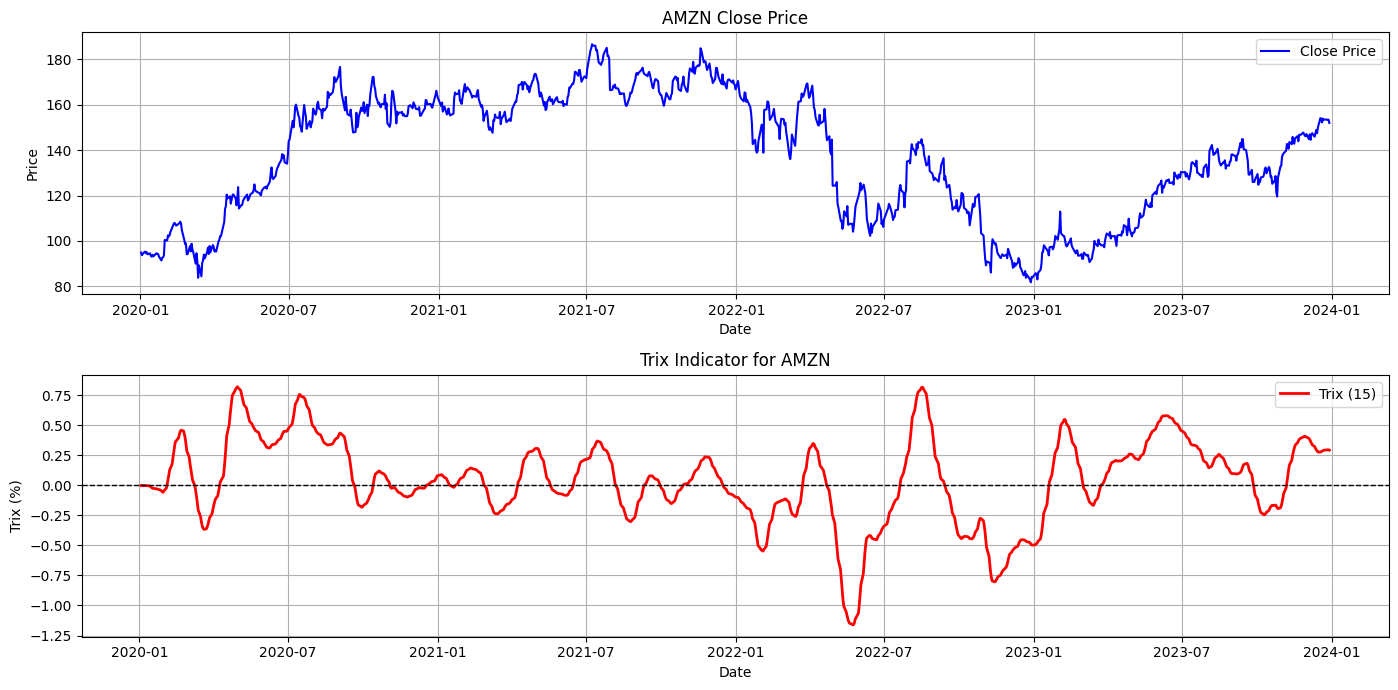 AMZN Close Price
Close Price
Price
180
160
140
120
100
80
2020-01 2020-07 2021-01 2021-07 2022-01 2022-07 2023-01 2023-07 2024-01
Date
Trix Indicator for AMZN
Trix (15)
Trix (%)
0.75
0.50
0.25
0.00
−0.25
−0.50
−0.75
−1.00
−1.25
2020-01 2020-07 2021-01 2021-07 2022-01 2022-07 2023-01 2023-07 2024-01
Date